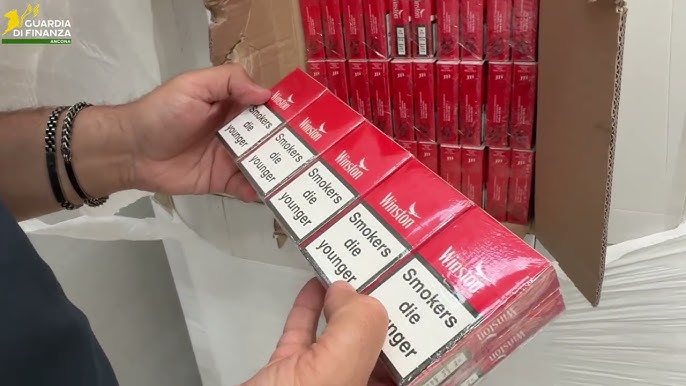 GUARDIA
DI FINANZA
ANCONA
Winston
Smokers
die
younger
Winston
Smokers
die
younger
Winston
Smokers
die
younger
Winston
Smokers
die
younger
Winston
Smokers
die
younger